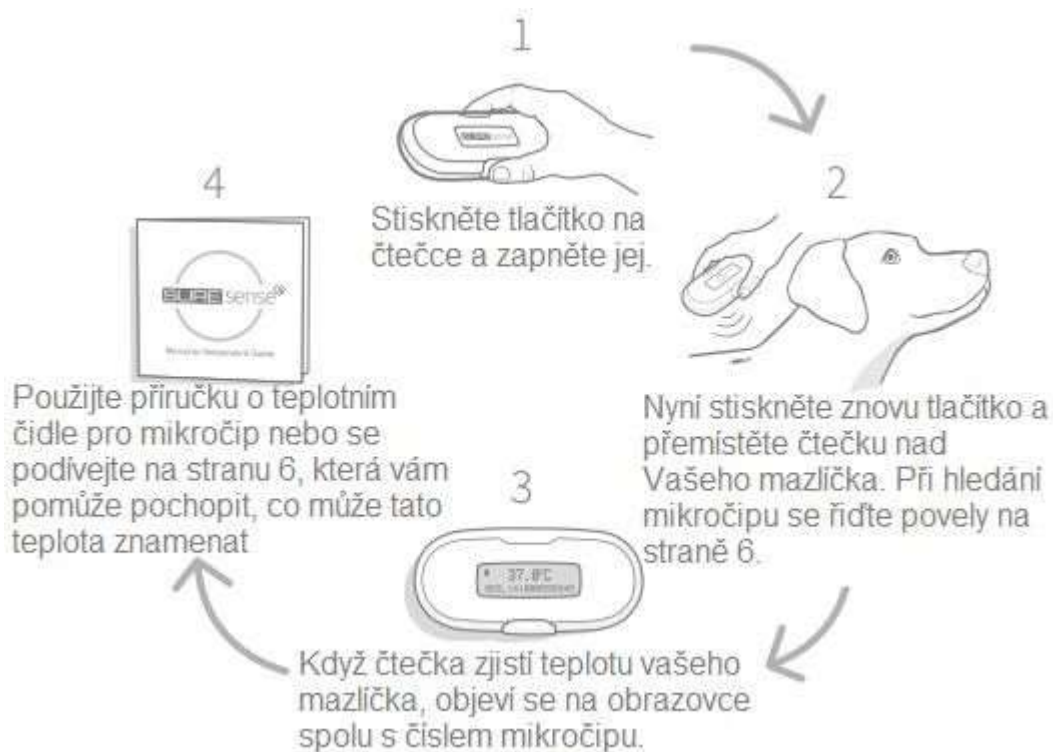 1
Stiskněte tlačítko na
čtečce a zapněte jej.
2
Nyní stiskněte znovu tlačítko a
přemístěte čtečku nad
Vašeho mazlíčka. Při hledání
mikročipu se řiďte povely na
straně 6.
3
37.0°C
Když čtečka zjistí teplotu vašeho
mazlíčka, objeví se na obrazovce
spolu s číslem mikročipu.
4
SURE sense
Použijte příručku o teplotním
čidle pro mikročip nebo se
podívejte na stranu 6, která vám
pomůže pochopit, co může tato
teplota znamenat